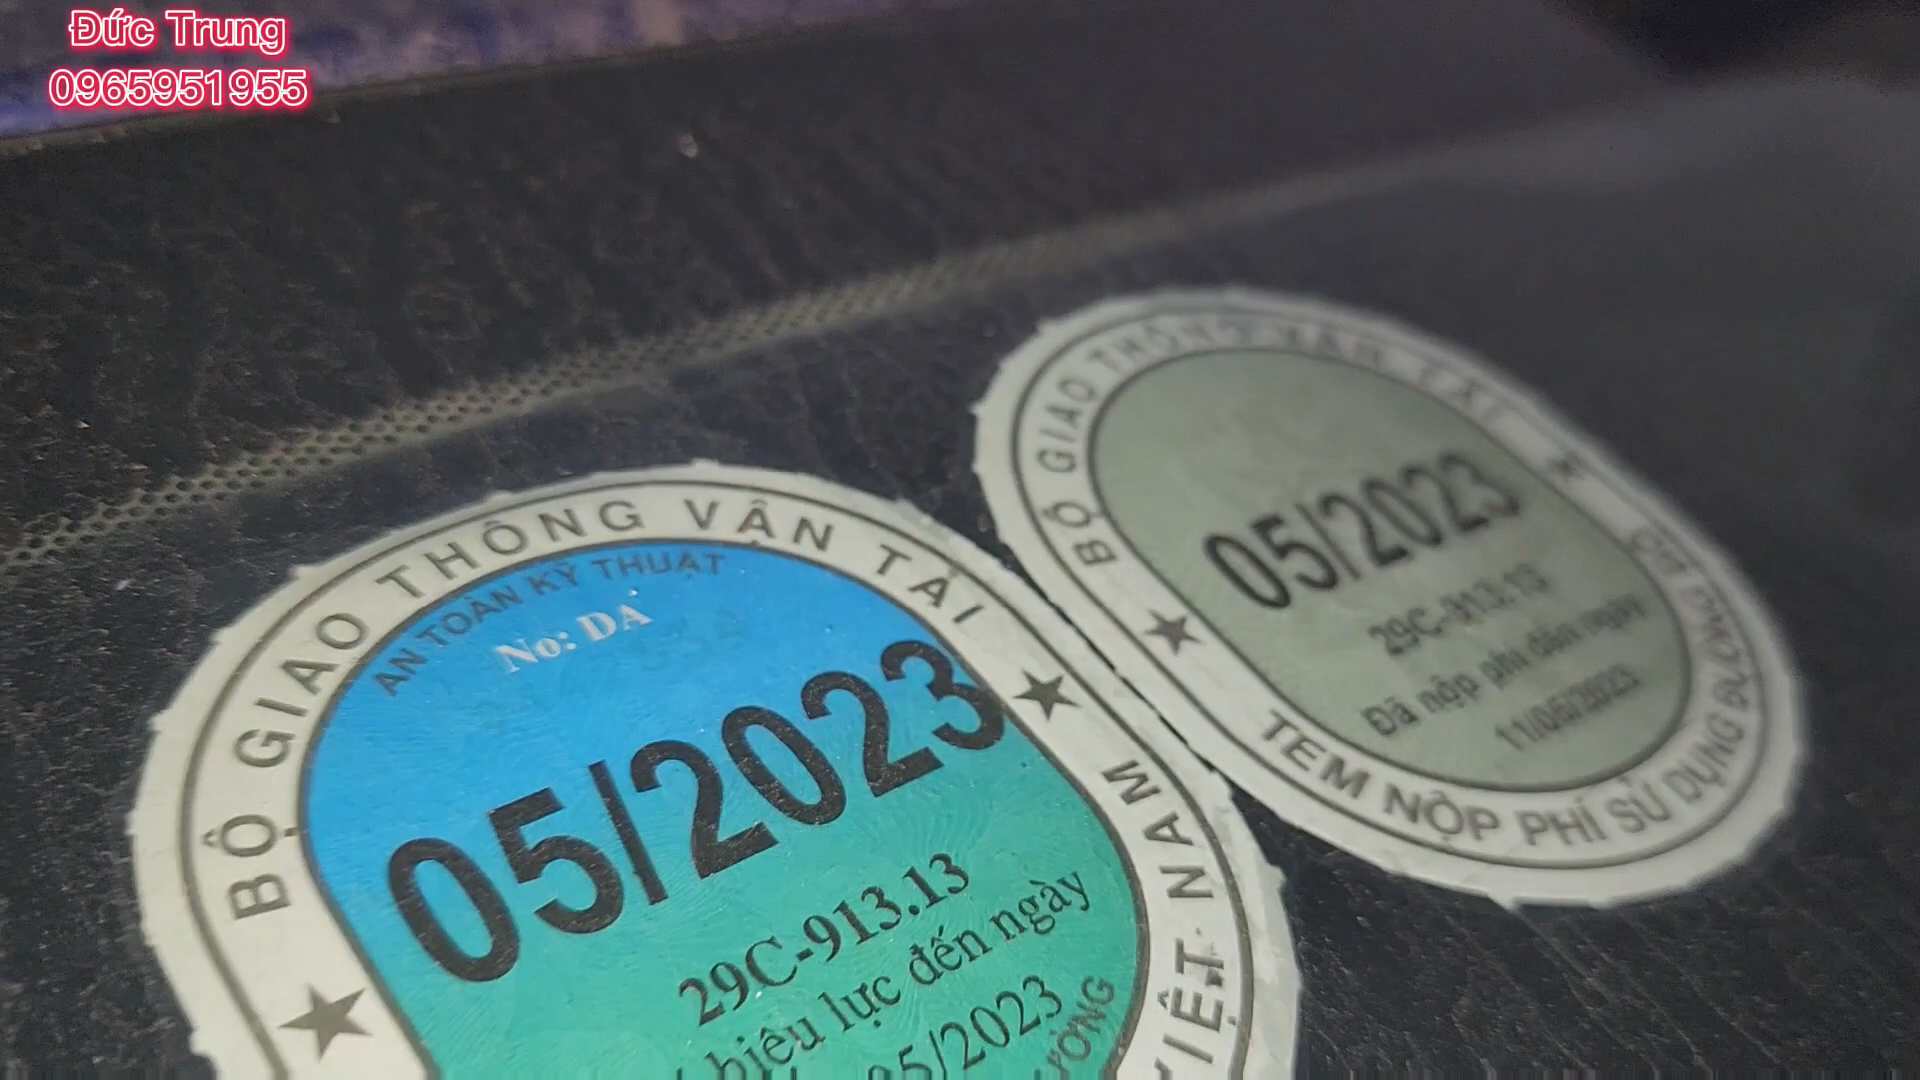 Đức Trung
0965951955
BỘ GIAO THÔNG VẬN TẢI
VIỆT NAM
AN TOÀN KỸ THUẬT
No: DA
05/2023
29C-913.13
hiệu lực đến ngày
05/2023
BỘ GIAO THÔNG VẬN TẢI
05/2023
29C-913.13
Đã nộp phí đến ngày
11/05/2023
TEM NỘP PHÍ SỬ DỤNG ĐƯỜNG BỘ